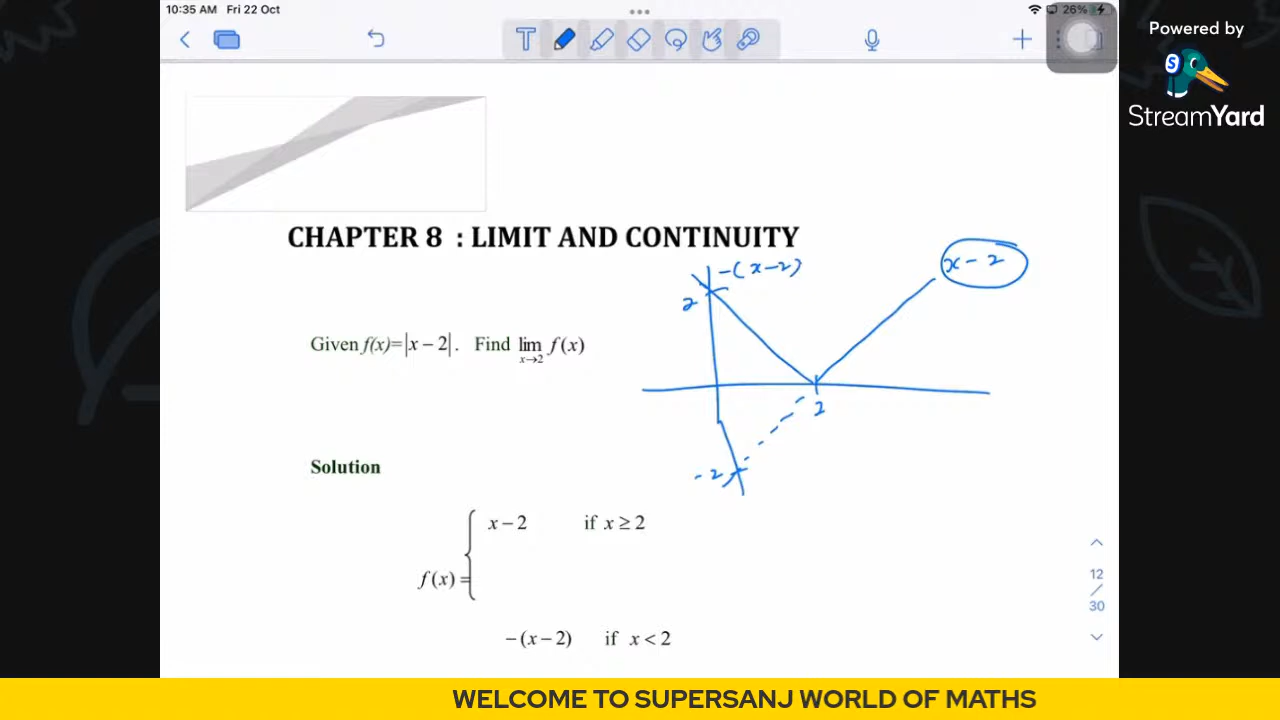 10:35 AM Fri 22 Oct
26%
Powered by
StreamYard
CHAPTER 8 : LIMIT AND CONTINUITY
-(x-2)
x-2
2
Given f(x)=|x − 2|. Find lim x→2 f(x)
2
-2
Solution
x − 2 if x ≥ 2
f(x) =
−(x − 2) if x < 2
12
/
30
WELCOME TO SUPERSANJ WORLD OF MATHS